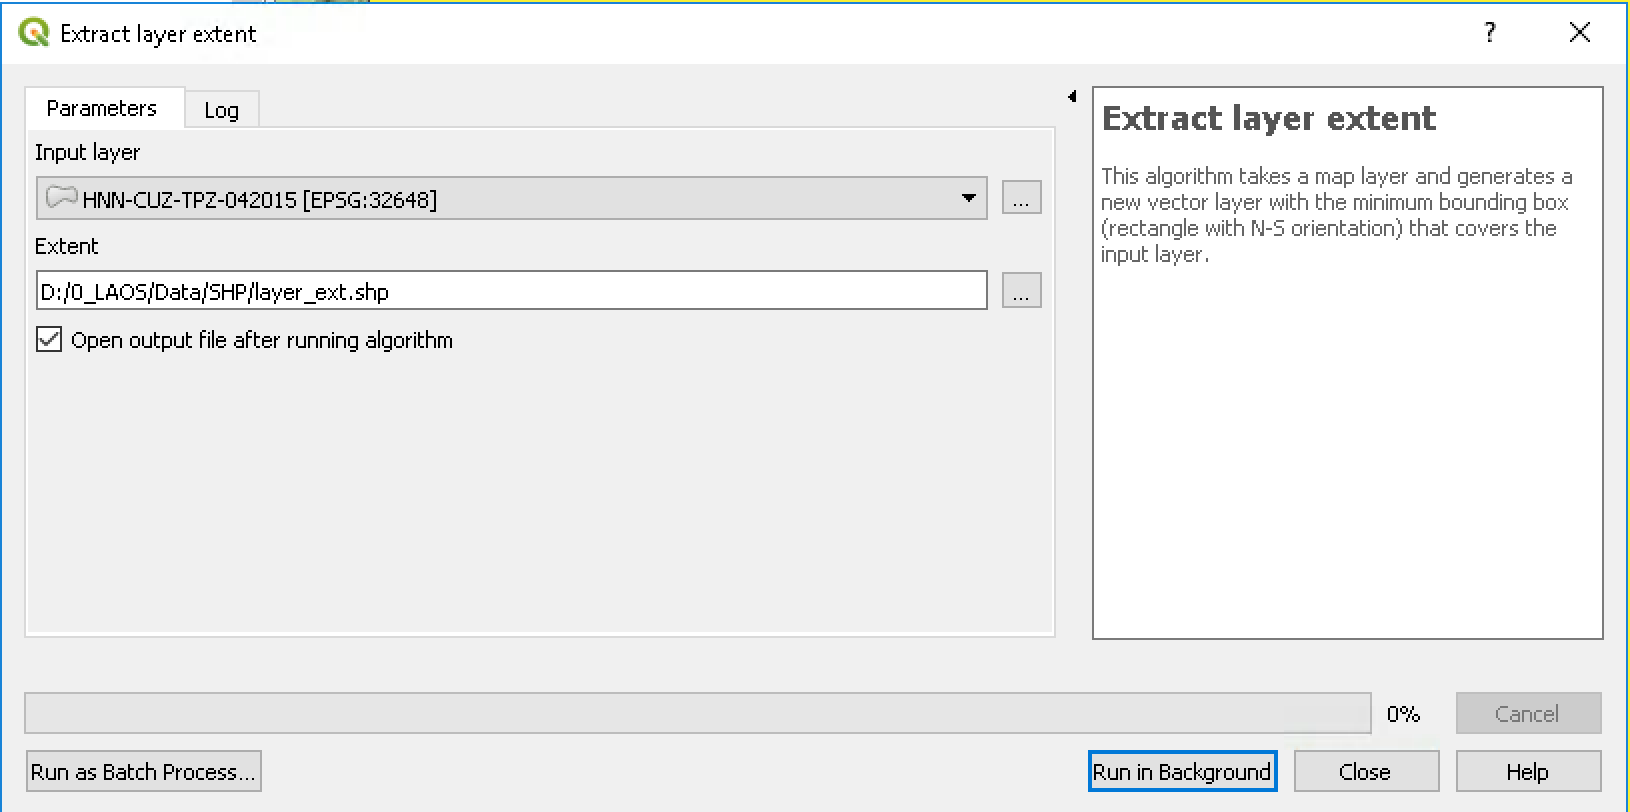 Extract layer extent
?
Parameters
Log
Input layer
HNN-CUZ-TPZ-042015 [EPSG:32648]
...
Extent
D:/0_LAOS/Data/SHP/layer_ext.shp
...
Open output file after running algorithm
Extract layer extent
This algorithm takes a map layer and generates a
new vector layer with the minimum bounding box
(rectangle with N-S orientation) that covers the
input layer.
0%
Cancel
Run as Batch Process...
Run in Background
Close
Help